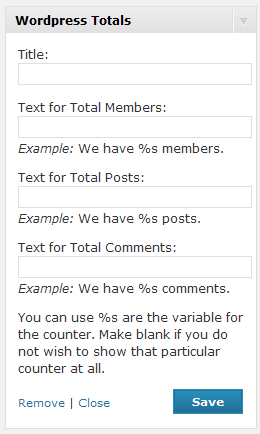 Wordpress Totals
Title:
Text for Total Members:
Example: We have %s members.
Text for Total Posts:
Example: We have %s posts.
Text for Total Comments:
Example: We have %s comments.
You can use %s are the variable for
the counter. Make blank if you do
not wish to show that particular
counter at all.
Remove | Close
Save